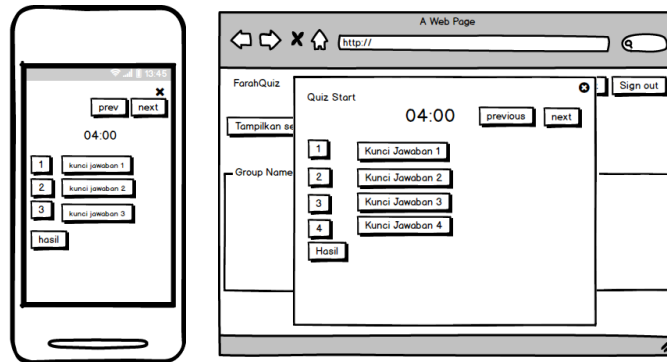 13:45
prev next
04:00
1 kunci jawaban 1
2 kunci jawaban 2
3 kunci jawaban 3
hasil
A Web Page
http://
FarahQuiz
Sign out
Tampilkan se
Group Name
Quiz Start
04:00 previous next
1 Kunci Jawaban 1
2 Kunci Jawaban 2
3 Kunci Jawaban 3
4 Kunci Jawaban 4
Hasil